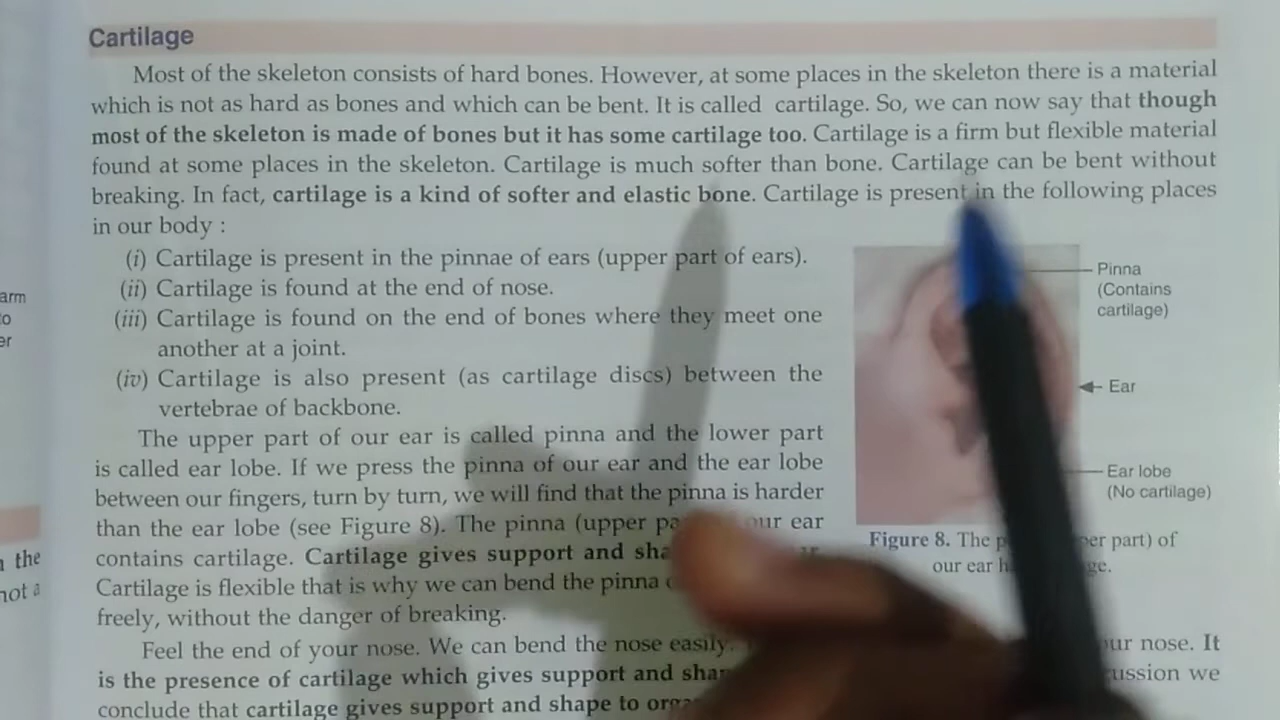 Cartilage
Most of the skeleton consists of hard bones. However, at some places in the skeleton there is a material
which is not as hard as bones and which can be bent. It is called cartilage. So, we can now say that though
most of the skeleton is made of bones but it has some cartilage too. Cartilage is a firm but flexible material
found at some places in the skeleton. Cartilage is much softer than bone. Cartilage can be bent without
breaking. In fact, cartilage is a kind of softer and elastic bone. Cartilage is present in the following places
in our body :
(i) Cartilage is present in the pinnae of ears (upper part of ears).
(ii) Cartilage is found at the end of nose.
(iii) Cartilage is found on the end of bones where they meet one
another at a joint.
(iv) Cartilage is also present (as cartilage discs) between the
vertebrae of backbone.
The upper part of our ear is called pinna and the lower part
is called ear lobe. If we press the pinna of our ear and the ear lobe
between our fingers, turn by turn, we will find that the pinna is harder
than the ear lobe (see Figure 8). The pinna (upper our ear
contains cartilage. Cartilage gives support and
Cartilage is flexible that is why we can bend the pinna
freely, without the danger of breaking.
Feel the end of your nose. We can bend the nose easily. nose. It
is the presence of cartilage which gives support and we
conclude that cartilage gives support and shape to
Pinna
(Contains
cartilage)
Ear
Ear lobe
(No cartilage)
Figure 8. The part) of
our ear
arm
the